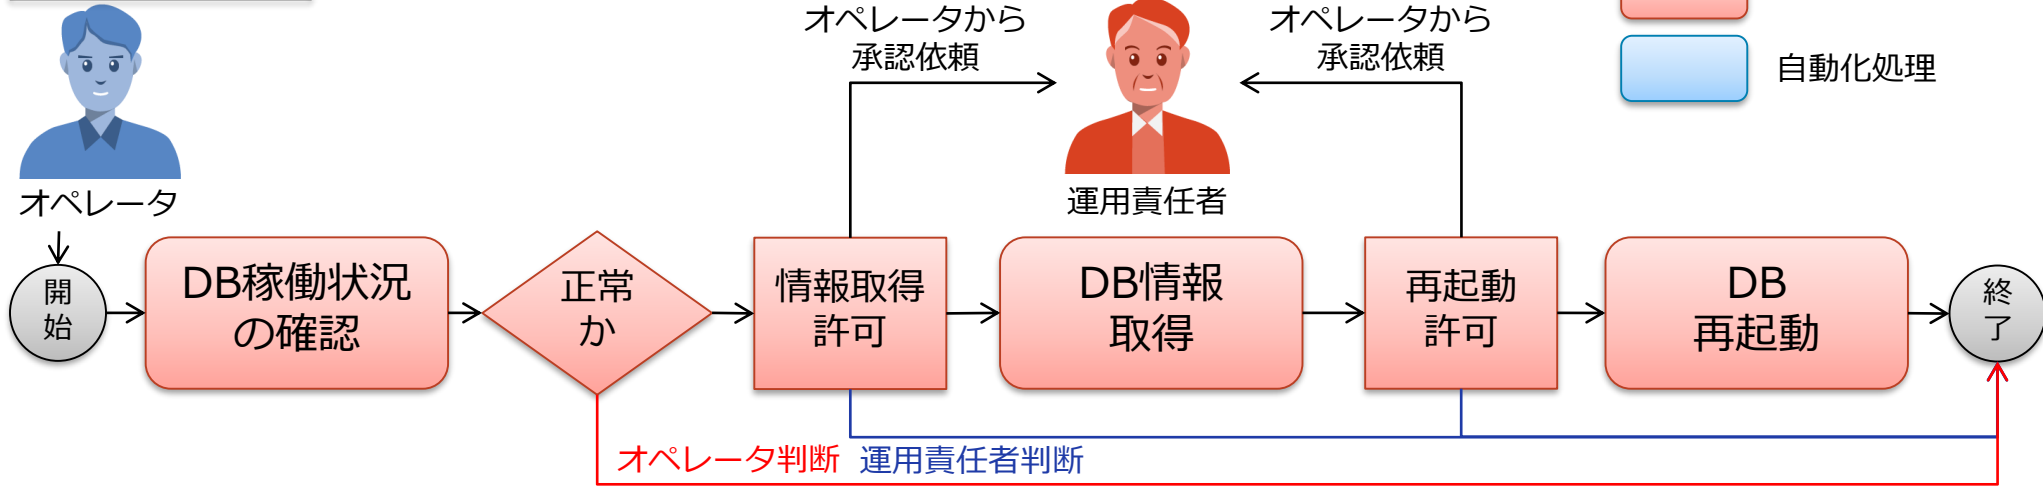 オペレータから
承認依頼
オペレータから
承認依頼
自動化処理
オペレータ
運用責任者
開
始
DB稼働状況
の確認
正常
か
情報取得
許可
DB情報
取得
再起動
許可
DB
再起動
終
了
オペレータ判断
運用責任者判断